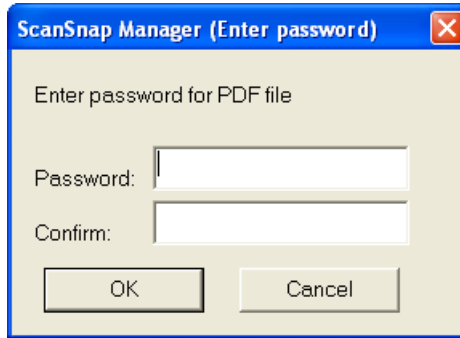 ScanSnap Manager (Enter password)
Enter password for PDF file
Password:
Confirm:
OK Cancel